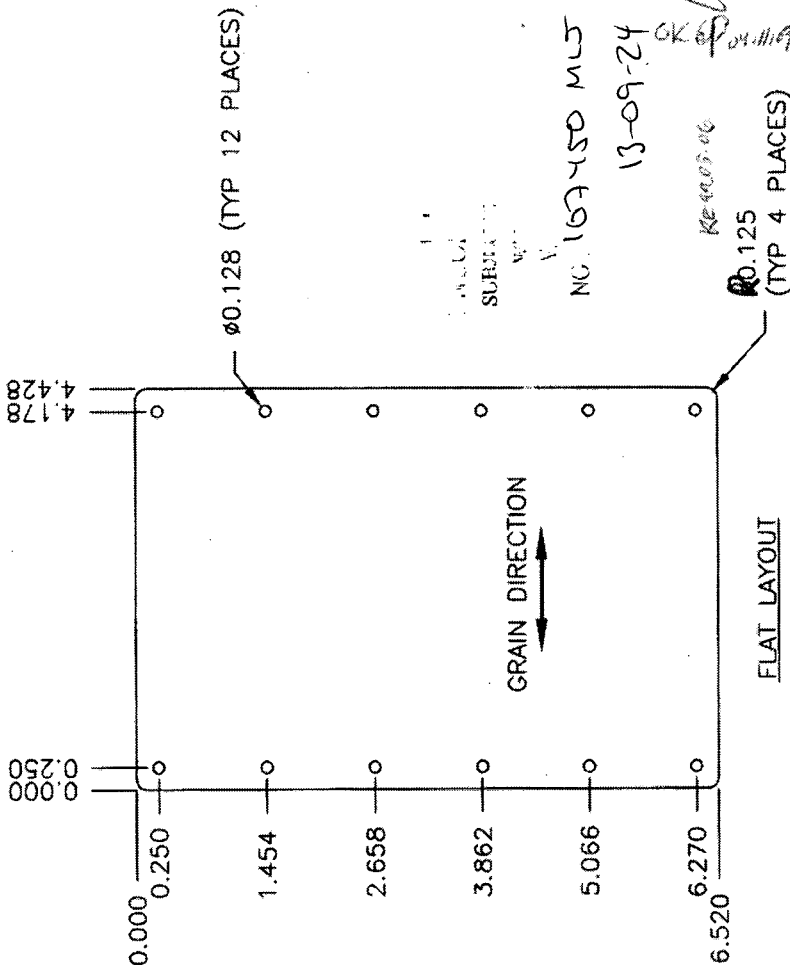 4.428
4.178
0.250
0.000
0.000
0.250
1.454
2.658
3.862
5.066
6.270
6.520
ø0.128 (TYP 12 PLACES)
GRAIN DIRECTION
SUBM
NO. 167450 MLJ
13-09-24
OK
R0.125
(TYP 4 PLACES)
FLAT LAYOUT